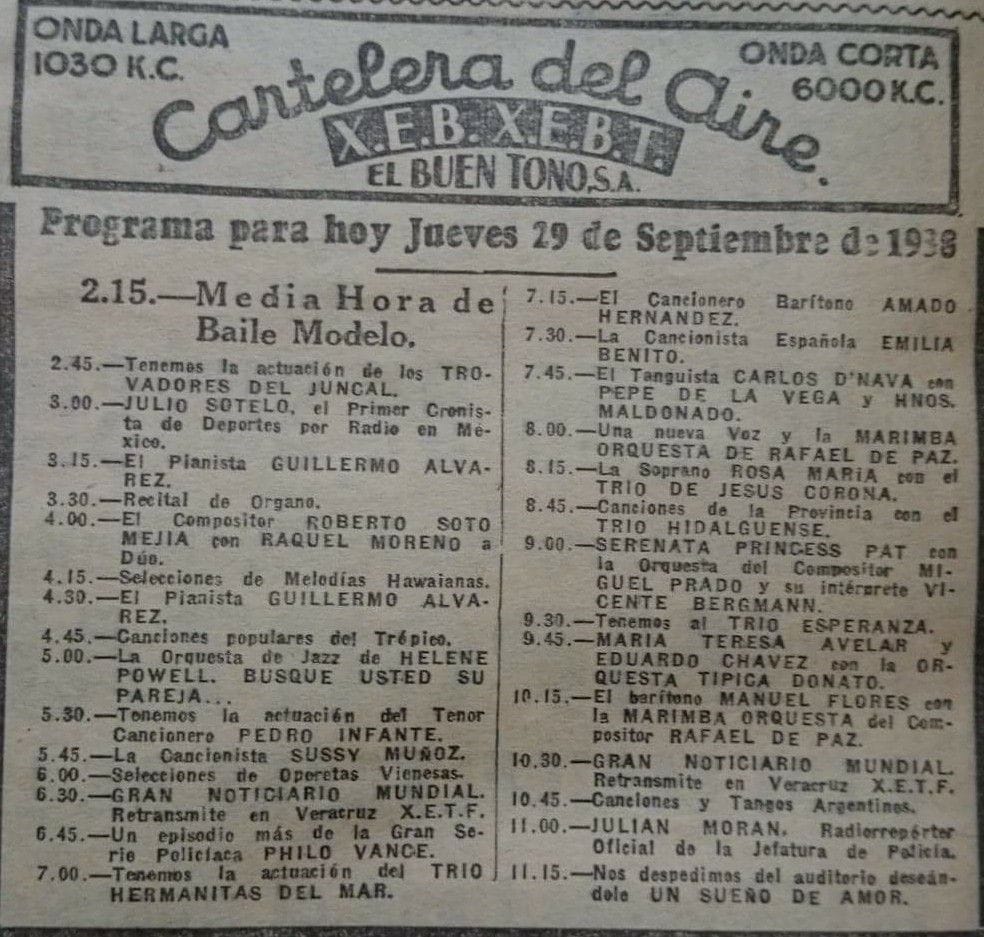 ONDA LARGA
1030 K.C.
ONDA CORTA
6000 K.C.
Cartelera del Aire.
X.E.B. X.E.B.T.
EL BUEN TONO, S.A.
Programa para hoy Jueves 29 de Septiembre de 1938
2.15.—Media Hora de
Baile Modelo.
2.45.—Tenemos la actuación de los TRO-
VADORES DEL JUNCAL.
3.00.—JULIO SOTELO, el Primer Cronis-
ta de Deportes por Radio en Mé-
xico.
3.15.—El Pianista GUILLERMO ALVA-
REZ.
3.30.—Recital de Organo.
4.00.—El Compositor ROBERTO SOTO
MEJIA con RAQUEL MORENO a
Dúo.
4.15.—Selecciones de Melodías Hawaianas.
4.30.—El Pianista GUILLERMO ALVA-
REZ.
4.45.—Canciones populares del Trópico.
5.00.—La Orquesta de Jazz de HELENE
POWELL. BUSQUE USTED SU
PAREJA...
5.30.—Tenemos la actuación del Tenor
Cancionero PEDRO INFANTE.
5.45.—La Cancionista SUSSY MUÑOZ.
6.00.—Selecciones de Operetas Vienesas.
6.30.—GRAN NOTICIARIO MUNDIAL.
Retransmite en Veracruz X.E.T.F.
6.45.—Un episodio más de la Gran Se-
rie Policíaca PHILO VANCE.
7.00.—Tenemos la actuación del TRIO
HERMANITAS DEL MAR.
7.15.—El Cancionero Barítono AMADO
HERNANDEZ.
7.30.—La Cancionista Española EMILIA
BENITO.
7.45.—El Tanguista CARLOS D'NAVA con
PEPE DE LA VEGA y HNOS.
MALDONADO.
8.00.—Una nueva Voz y la MARIMBA
ORQUESTA DE RAFAEL DE PAZ.
8.15.—La Soprano ROSA MARIA con el
TRIO DE JESUS CORONA.
8.45.—Canciones de la Provincia con el
TRIO HIDALGUENSE.
9.00.—SERENATA PRINCESS PAT con
la Orquesta del Compositor MI-
GUEL PRADO y su intérprete VI-
CENTE BERGMANN.
9.30.—Tenemos al TRIO ESPERANZA.
9.45.—MARIA TERESA AVELAR y
EDUARDO CHAVEZ con la OR-
QUESTA TIPICA DONATO.
10.15.—El barítono MANUEL FLORES con
la MARIMBA ORQUESTA del Com-
positor RAFAEL DE PAZ.
10.30.—GRAN NOTICIARIO MUNDIAL.
Retransmite en Veracruz X.E.T.F.
10.45.—Canciones y Tangos Argentinos.
11.00.—JULIAN MORAN, Radiorrepórter
Oficial de la Jefatura de Policía.
11.15.—Nos despedimos del auditorio deseán-
dole UN SUEÑO DE AMOR.